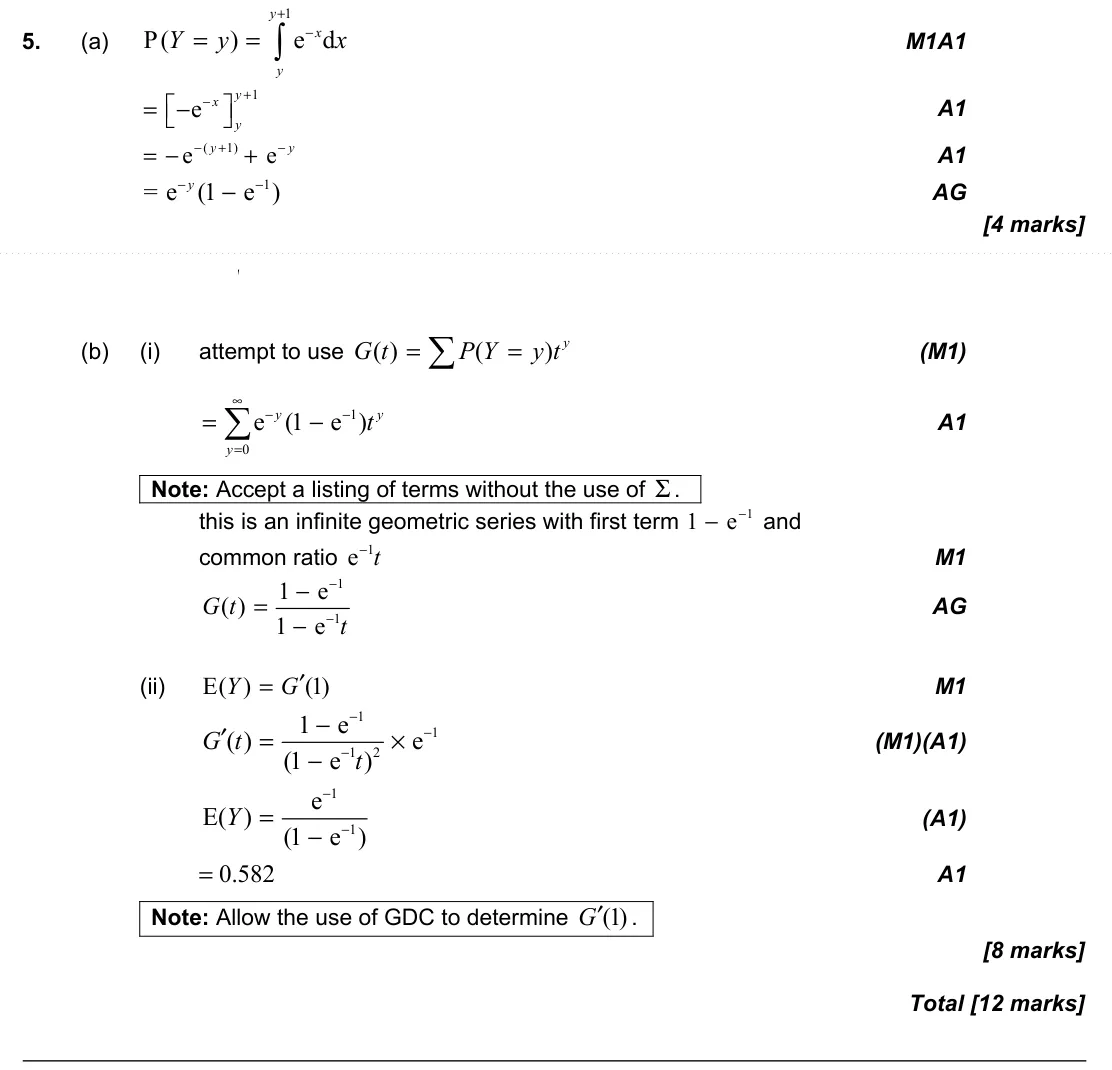 5. (a) P(Y = y) = ∫_y^{y+1} e^{−x}dx M1A1
= [−e^{−x}]_y^{y+1} A1
= −e^{−(y+1)} + e^{−y} A1
= e^{−y}(1 − e^{−1}) AG
[4 marks]
(b) (i) attempt to use G(t) = ∑ P(Y = y)t^y (M1)
= ∑_{y=0}^{∞} e^{−y}(1 − e^{−1})t^y A1
Note: Accept a listing of terms without the use of Σ.
this is an infinite geometric series with first term 1 − e^{−1} and
common ratio e^{−1}t M1
G(t) = (1 − e^{−1})/(1 − e^{−1}t) AG
(ii) E(Y) = G′(1) M1
G′(t) = (1 − e^{−1})/(1 − e^{−1}t)^2 × e^{−1} (M1)(A1)
E(Y) = e^{−1}/(1 − e^{−1}) (A1)
= 0.582 A1
Note: Allow the use of GDC to determine G′(1).
[8 marks]
Total [12 marks]